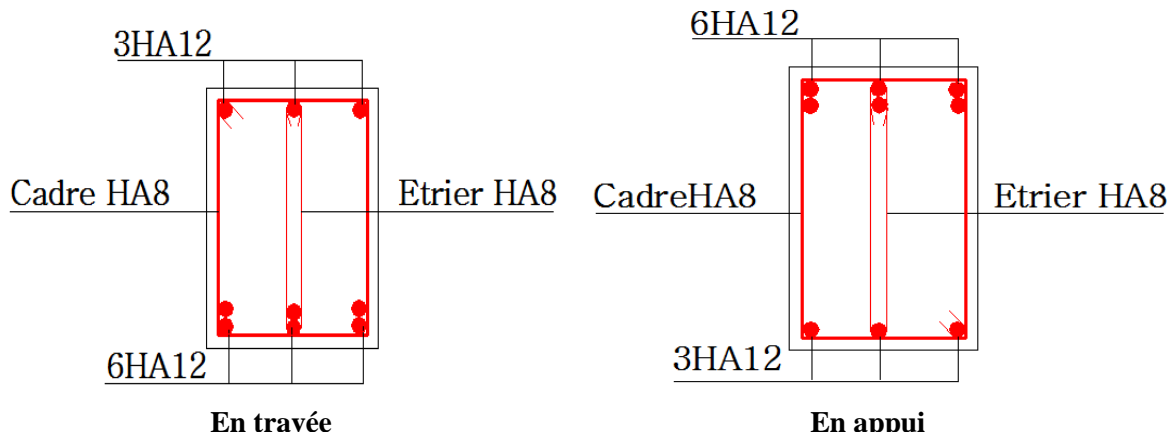 3HA12
Cadre HA8
Etrier HA8
6HA12
En travée
6HA12
CadreHA8
Etrier HA8
3HA12
En appui